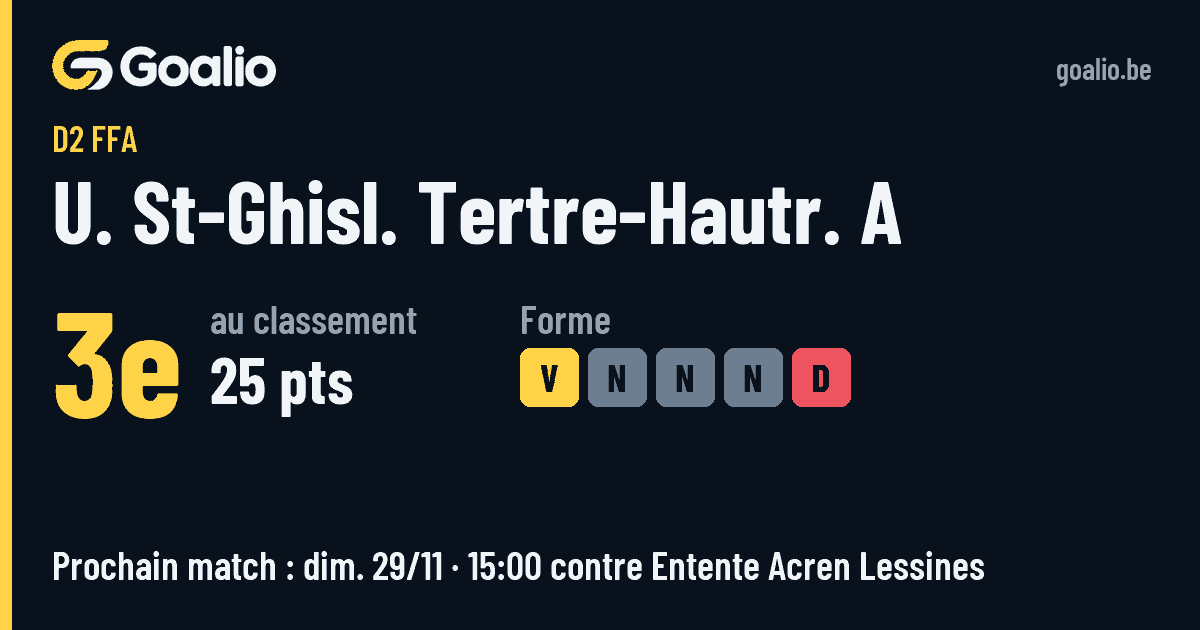 Goalio
goalio.be
D2 FFA
U. St-Ghisl. Tertre-Hautr. A
3e
au classement
25 pts
Forme
V N N N D
Prochain match : dim. 29/11 · 15:00 contre Entente Acren Lessines